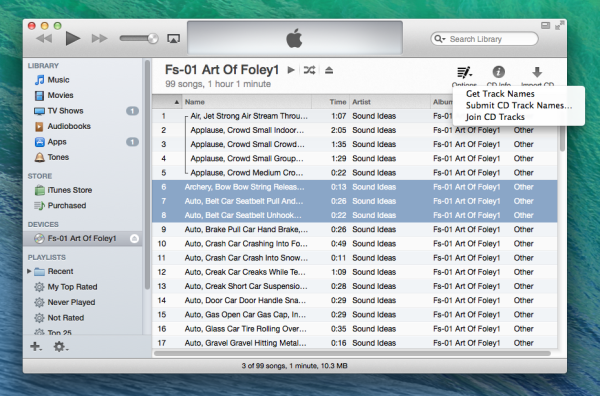 Search Library
LIBRARY
Music
Movies
TV Shows 1
Audiobooks
Apps 1
Tones
STORE
iTunes Store
Purchased
DEVICES
Fs-01 Art Of Foley1
PLAYLISTS
Recent
My Top Rated
Never Played
Not Rated
Top 25
Fs-01 Art Of Foley1
99 songs, 1 hour 1 minute
Options CD Info Import CD
Get Track Names
Submit CD Track Names...
Join CD Tracks
Name Time Artist Album
1 Air, Jet Strong Air Stream Throu... 1:07 Sound Ideas Fs-01 Art Of Foley1 Other
2 Applause, Crowd Small Indoor... 2:05 Sound Ideas Fs-01 Art Of Foley1 Other
3 Applause, Crowd Small Crowd... 1:35 Sound Ideas Fs-01 Art Of Foley1 Other
4 Applause, Crowd Small Group... 1:29 Sound Ideas Fs-01 Art Of Foley1 Other
5 Applause, Crowd Medium Cro... 0:22 Sound Ideas Fs-01 Art Of Foley1 Other
6 Archery, Bow Bow String Releas... 0:13 Sound Ideas Fs-01 Art Of Foley1 Other
7 Auto, Belt Car Seatbelt Pull And... 0:26 Sound Ideas Fs-01 Art Of Foley1 Other
8 Auto, Belt Car Seatbelt Unhook... 0:22 Sound Ideas Fs-01 Art Of Foley1 Other
9 Auto, Brake Pull Car Hand Brake,... 0:26 Sound Ideas Fs-01 Art Of Foley1 Other
10 Auto, Crash Car Crashing Into Fo... 0:49 Sound Ideas Fs-01 Art Of Foley1 Other
11 Auto, Crash Car Crash Into Snow... 0:11 Sound Ideas Fs-01 Art Of Foley1 Other
12 Auto, Creak Car Creaks While Te... 1:09 Sound Ideas Fs-01 Art Of Foley1 Other
13 Auto, Creak Short Car Suspensio... 0:28 Sound Ideas Fs-01 Art Of Foley1 Other
14 Auto, Door Car Door Handle Sna... 0:29 Sound Ideas Fs-01 Art Of Foley1 Other
15 Auto, Gas Open Car Gas Cap, In... 0:51 Sound Ideas Fs-01 Art Of Foley1 Other
16 Auto, Glass Car Tire Rolling Over... 0:35 Sound Ideas Fs-01 Art Of Foley1 Other
17 Auto, Gravel Gravel Hitting Metal... 0:16 Sound Ideas Fs-01 Art Of Foley1 Other
3 of 99 songs, 1 minute, 10.3 MB